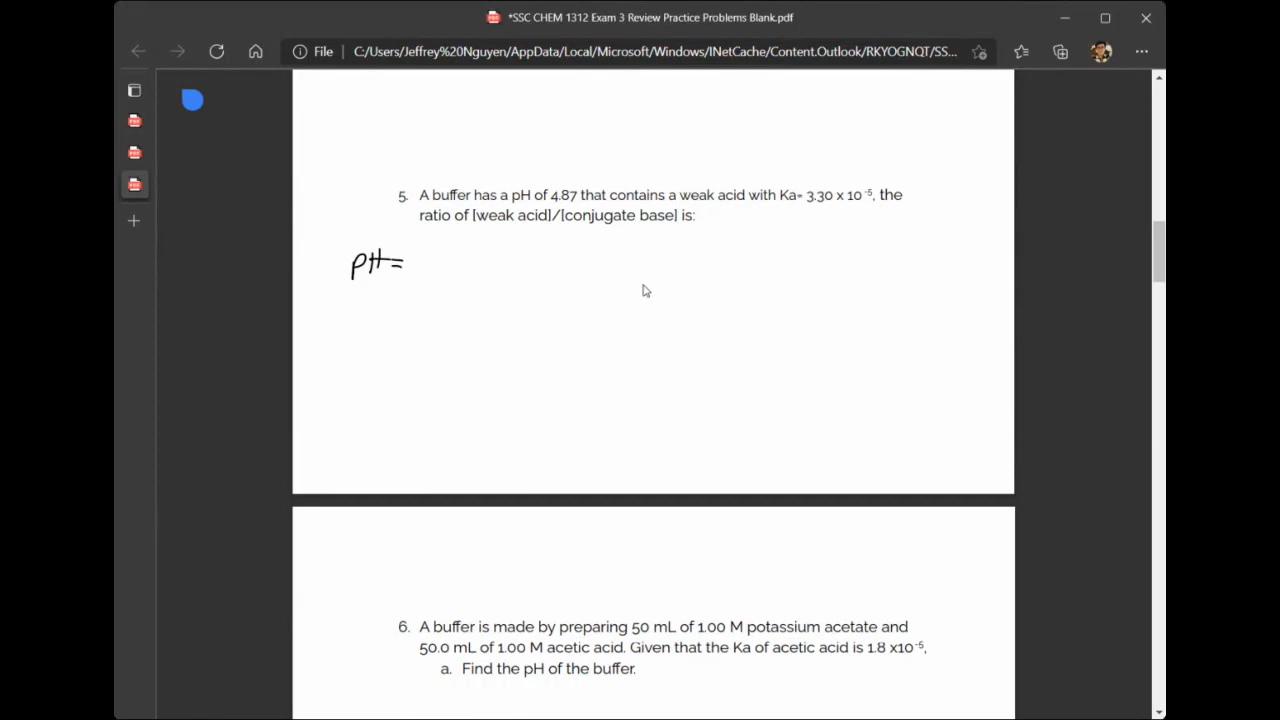 *SSC CHEM 1312 Exam 3 Review Practice Problems Blank.pdf
File
C:/Users/Jeffrey%20Nguyen/AppData/Local/Microsoft/Windows/INetCache/Content.Outlook/RKYOGNQT/SS...
5. A buffer has a pH of 4.87 that contains a weak acid with Ka= 3.30 x 10⁻⁵, the
ratio of [weak acid]/[conjugate base] is:
pH=
6. A buffer is made by preparing 50 mL of 1.00 M potassium acetate and
50.0 mL of 1.00 M acetic acid. Given that the Ka of acetic acid is 1.8 x10⁻⁵,
a. Find the pH of the buffer.